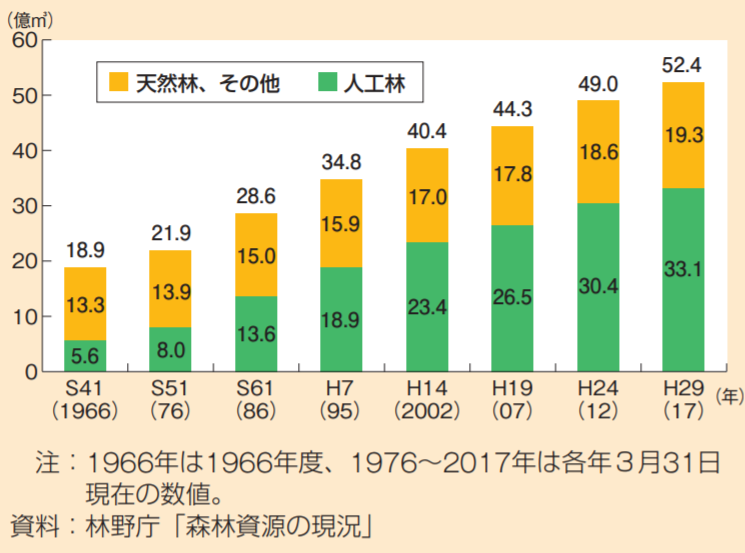 (億㎥)
60
50
40
30
20
10
0
天然林、その他 人工林
18.9 21.9 28.6 34.8 40.4 44.3 49.0 52.4
13.3 13.9 15.0 15.9 17.0 17.8 18.6 19.3
5.6 8.0 13.6 18.9 23.4 26.5 30.4 33.1
S41 S51 S61 H7 H14 H19 H24 H29 (年)
(1966) (76) (86) (95) (2002) (07) (12) (17)
注：1966年は1966年度、1976～2017年は各年３月31日
現在の数値。
資料：林野庁「森林資源の現況」